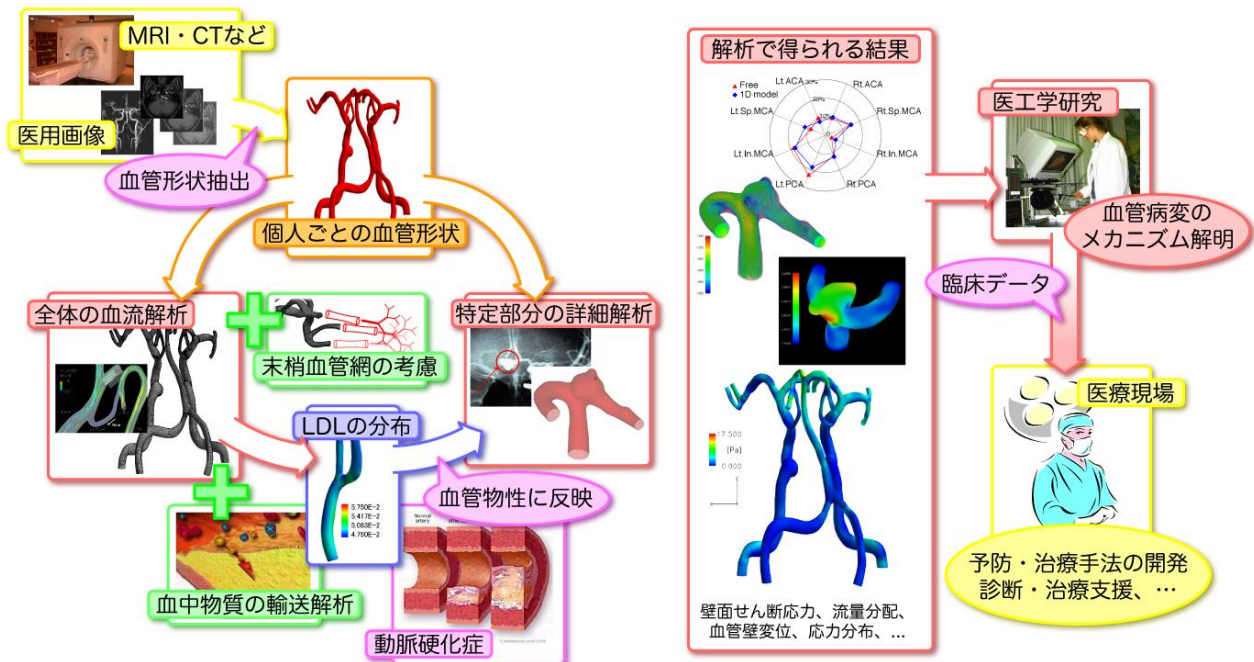 MRI・CTなど
医用画像
血管形状抽出
個人ごとの血管形状
全体の血流解析
末梢血管網の考慮
特定部分の詳細解析
LDLの分布
5.750E-2
5.417E-2
5.083E-2
4.750E-2
血管物性に反映
血中物質の輸送解析
Normal
artery
動脈硬化症
解析で得られる結果
Free
1D model
Lt.ACA
30%
20%
10%
0
Rt.ACA
Lt.Sp.MCA
Rt.Sp.MCA
Lt.In.MCA
Rt.In.MCA
Lt.PCA
Rt.PCA
17.500
[Pa]
0.000
壁面せん断応力、流量分配、
血管壁変位、応力分布、...
医工学研究
血管病変の
メカニズム解明
臨床データ
医療現場
予防・治療手法の開発
診断・治療支援、…